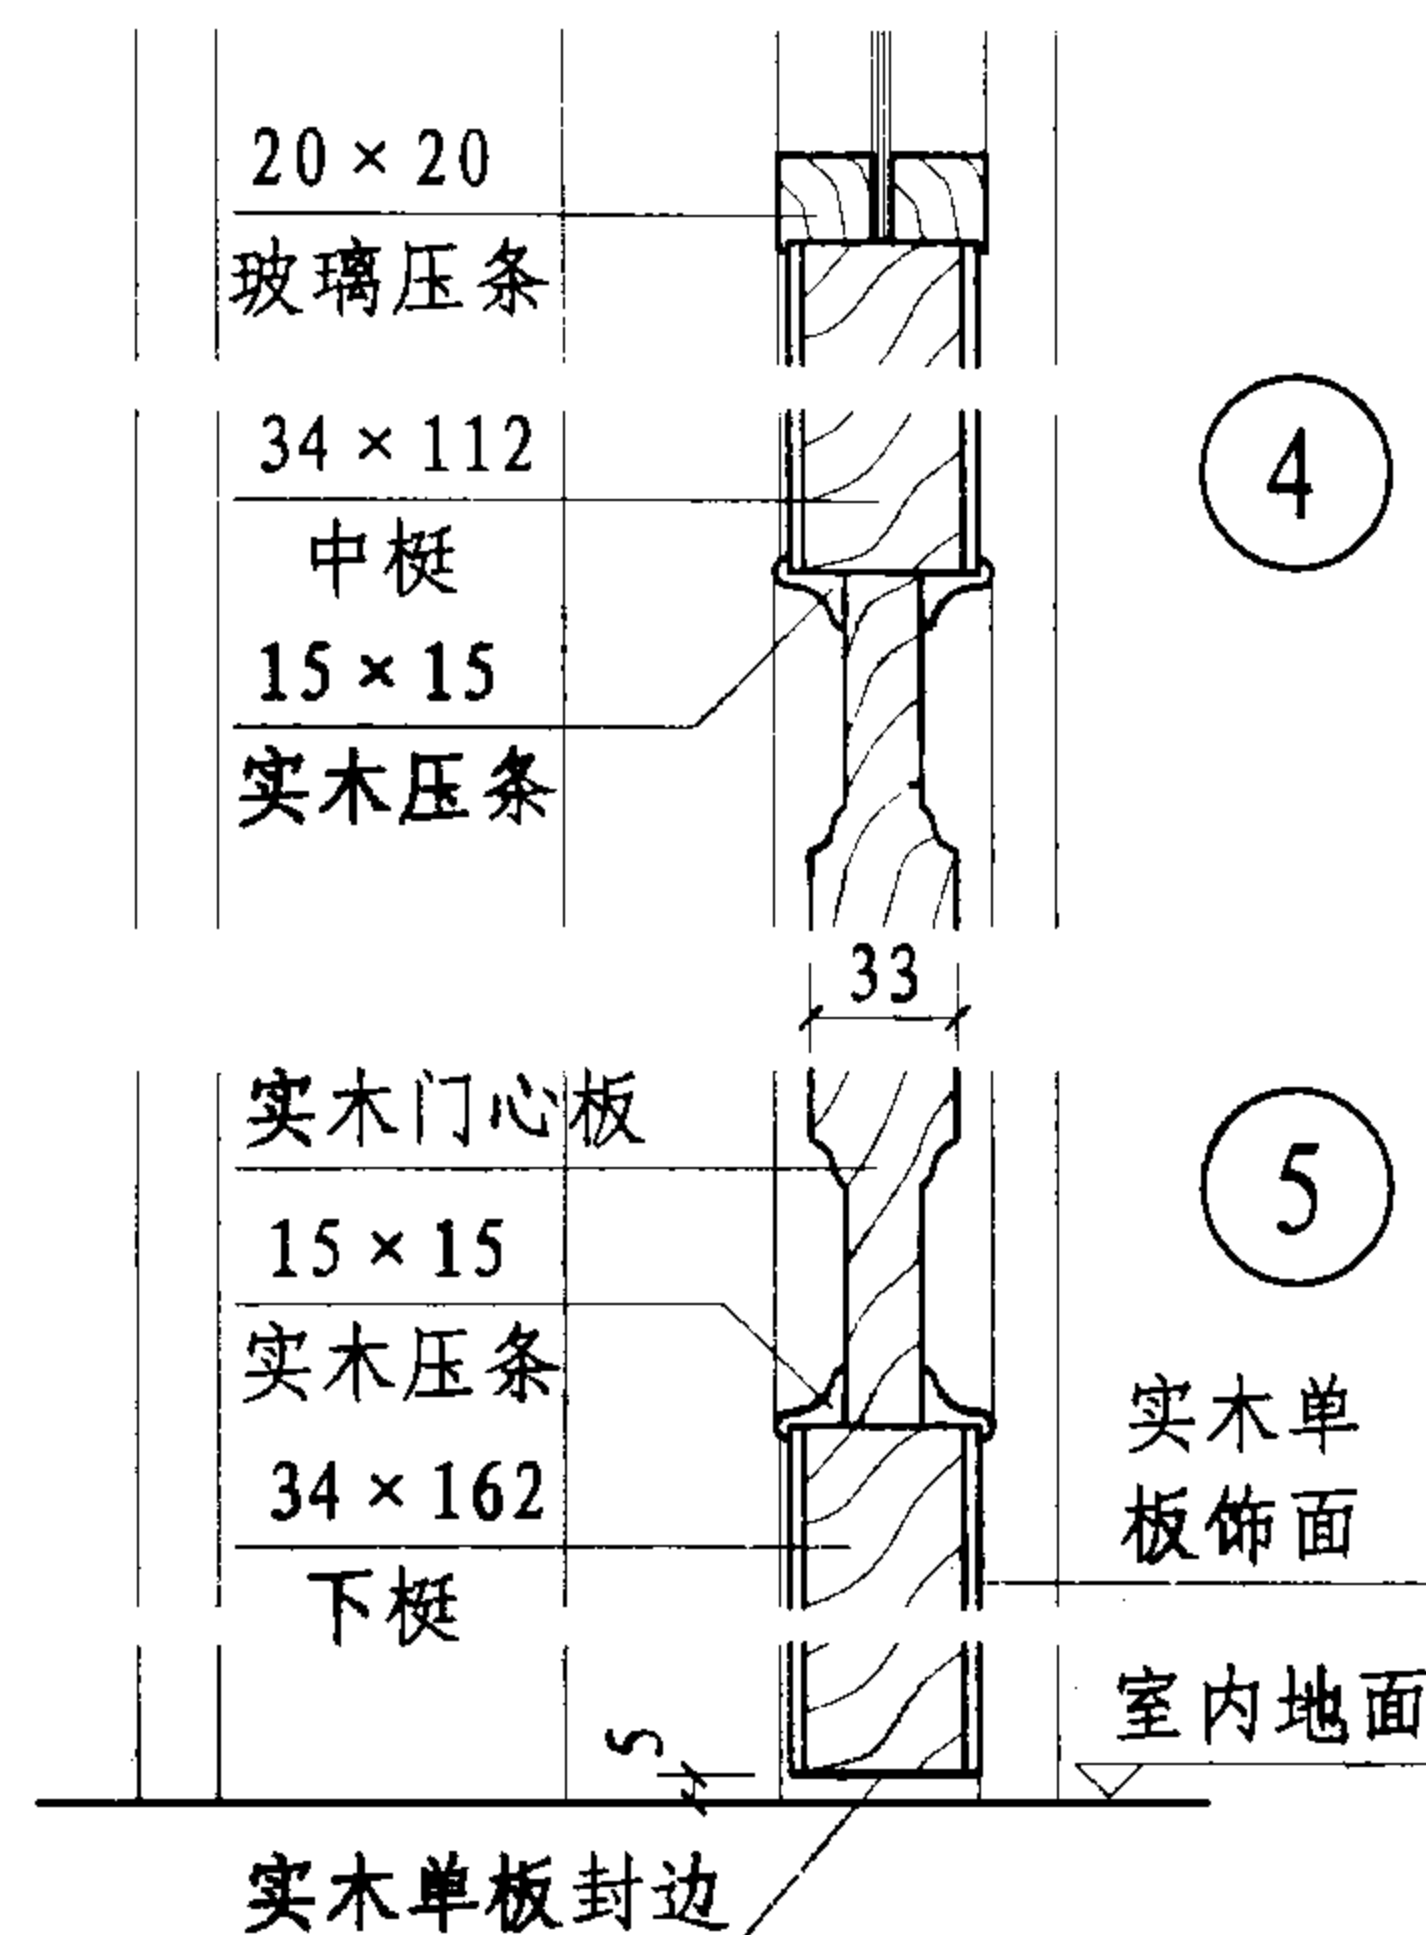 20×20
玻璃压条
34×112
中梃
④
15×15
实木压条
33
实木门心板
15×15
⑤
实木压条
实木单
板饰面
34×162
下梃
室内地面
5
实木单板封边